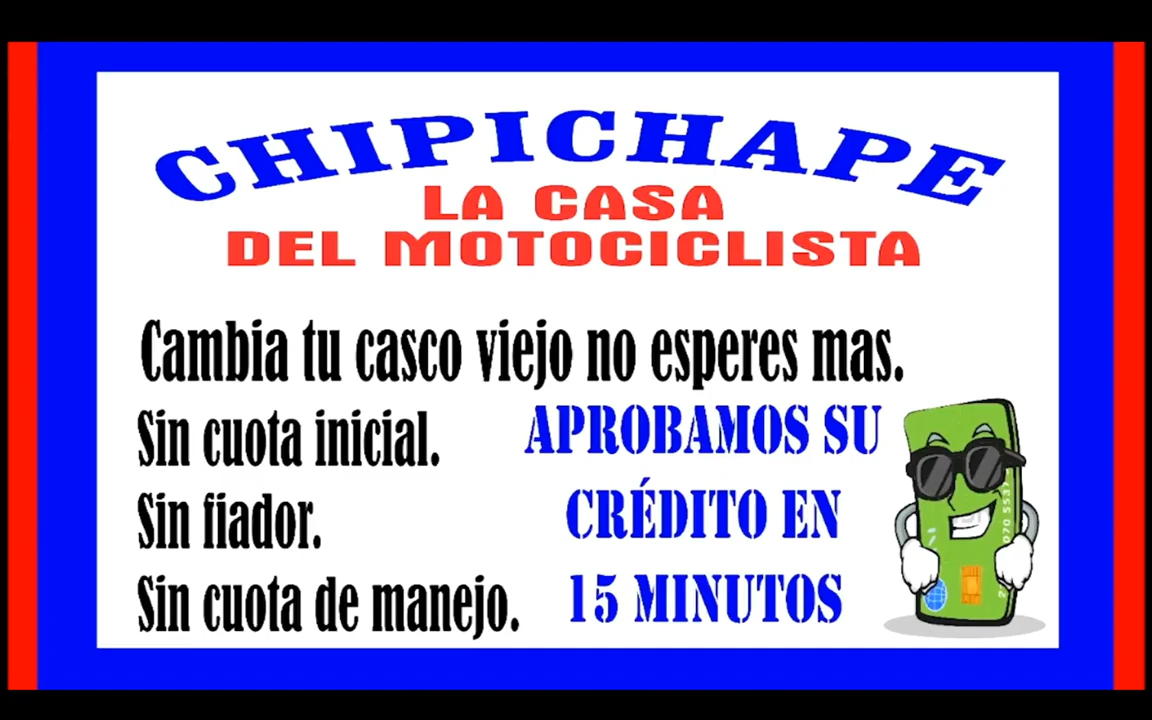 CHIPICHAPE
LA CASA
DEL MOTOCICLISTA
Cambia tu casco viejo no esperes mas.
Sin cuota inicial.
Sin fiador.
Sin cuota de manejo.
APROBAMOS SU
CRÉDITO EN
15 MINUTOS